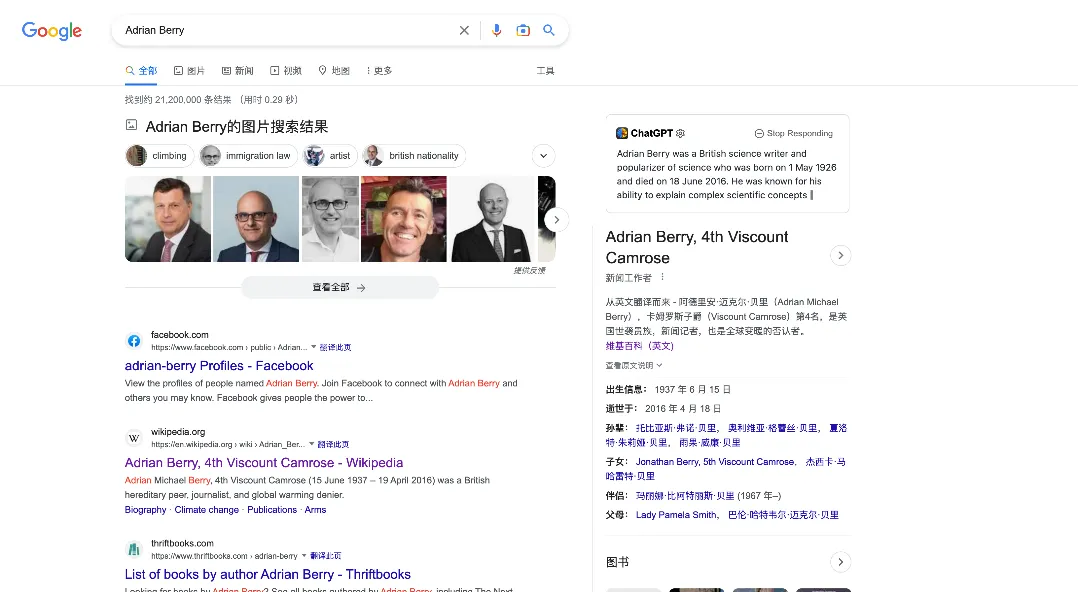 Google
Adrian Berry
全部 图片 新闻 视频 地图 更多 工具
找到约 21,200,000 条结果 （用时 0.29 秒）
Adrian Berry的图片搜索结果
climbing immigration law artist british nationality
提供反馈
查看全部 →
facebook.com
https://www.facebook.com › public › Adrian... 翻译此页
adrian-berry Profiles - Facebook
View the profiles of people named Adrian Berry. Join Facebook to connect with Adrian Berry and
others you may know. Facebook gives people the power to...
W
wikipedia.org
https://en.wikipedia.org › wiki › Adrian_Ber... 翻译此页
Adrian Berry, 4th Viscount Camrose - Wikipedia
Adrian Michael Berry, 4th Viscount Camrose (15 June 1937 – 19 April 2016) was a British
hereditary peer, journalist, and global warming denier.
Biography · Climate change · Publications · Arms
thriftbooks.com
https://www.thriftbooks.com › adrian-berry 翻译此页
List of books by author Adrian Berry - Thriftbooks
Looking for books by Adrian Berry? See all books authored by Adrian Berry, including The Next
ChatGPT Stop Responding
Adrian Berry was a British science writer and
popularizer of science who was born on 1 May 1926
and died on 18 June 2016. He was known for his
ability to explain complex scientific concepts
Adrian Berry, 4th Viscount
Camrose
新闻工作者
从英文翻译而来 - 阿德里安·迈克尔·贝里（Adrian Michael
Berry），卡姆罗斯子爵（Viscount Camrose）第4名，是英
国世袭贵族，新闻记者，也是全球变暖的否认者。
维基百科（英文）
查看原文说明
出生信息： 1937 年 6 月 15 日
逝世于： 2016 年 4 月 18 日
孙辈： 托比亚斯·弗诺·贝里， 奥利维亚·格蕾丝·贝里， 夏洛
特·朱莉娅·贝里， 雨果·威廉·贝里
子女： Jonathan Berry, 5th Viscount Camrose， 杰西卡·马
哈雷特·贝里
伴侣： 玛丽娜·比阿特丽斯·贝里 (1967 年–)
父母： Lady Pamela Smith， 巴伦·哈特韦尔·迈克尔·贝里
图书